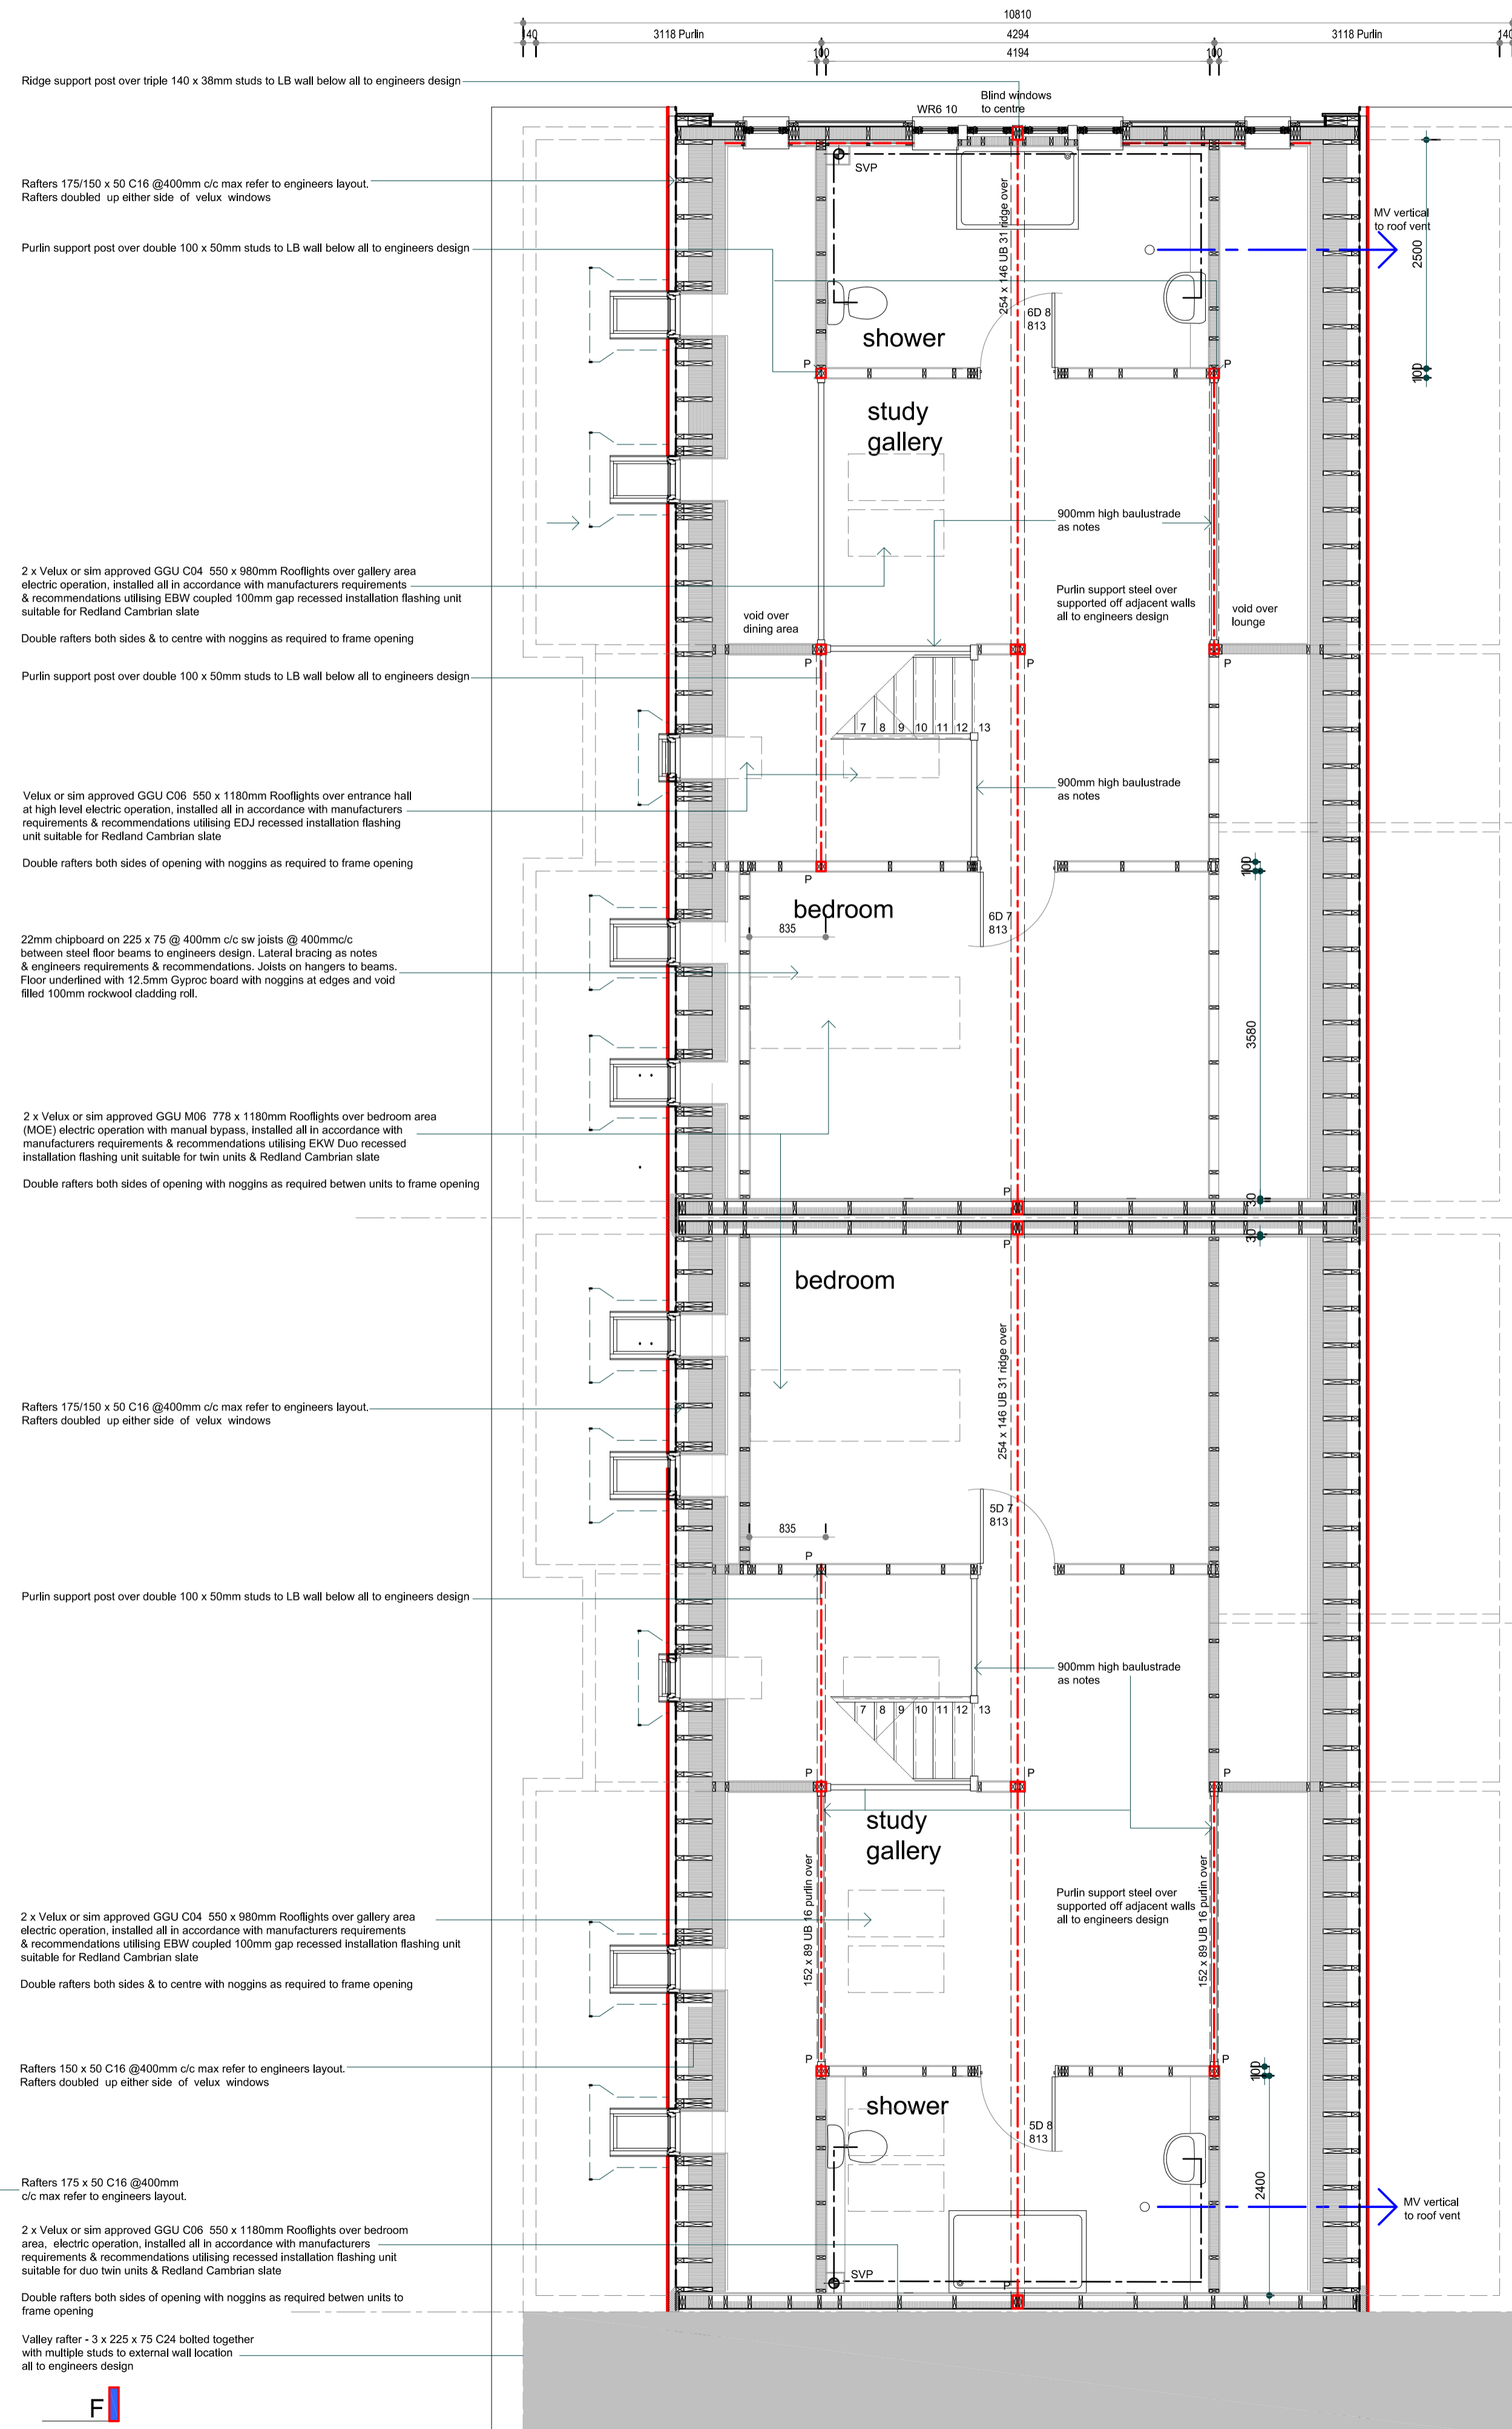 10810
140
3118 Purlin
4294
3118 Purlin
140
100
4194
100
Ridge support post over triple 140 x 38mm studs to LB wall below all to engineers design
WR6 10
Blind windows
to centre
SVP
Rafters 175/150 x 50 C16 @400mm c/c max refer to engineers layout.
Rafters doubled up either side of velux windows
254 x 146 UB 31 ridge over
MV vertical
to roof vent
2500
Purlin support post over double 100 x 50mm studs to LB wall below all to engineers design
6D 8
813
shower
P
P
100
study
gallery
900mm high baulustrade
as notes
2 x Velux or sim approved GGU C04 550 x 980mm Rooflights over gallery area
electric operation, installed all in accordance with manufacturers requirements
& recommendations utilising EBW coupled 100mm gap recessed installation flashing unit
suitable for Redland Cambrian slate
Double rafters both sides & to centre with noggins as required to frame opening
void over
dining area
Purlin support steel over
supported off adjacent walls
all to engineers design
void over
lounge
P
P
P
Purlin support post over double 100 x 50mm studs to LB wall below all to engineers design
7 8 9 10 11 12 13
Velux or sim approved GGU C06 550 x 1180mm Rooflights over entrance hall
at high level electric operation, installed all in accordance with manufacturers
requirements & recommendations utilising EDJ recessed installation flashing
unit suitable for Redland Cambrian slate
900mm high baulustrade
as notes
Double rafters both sides of opening with noggins as required to frame opening
P
100
bedroom
6D 7
813
835
22mm chipboard on 225 x 75 @ 400mm c/c sw joists @ 400mmc/c
between steel floor beams to engineers design. Lateral bracing as notes
& engineers requirements & recommendations. Joists on hangers to beams.
Floor underlined with 12.5mm Gyproc board with noggins at edges and void
filled 100mm rockwool cladding roll.
3580
2 x Velux or sim approved GGU M06 778 x 1180mm Rooflights over bedroom area
(MOE) electric operation with manual bypass, installed all in accordance with
manufacturers requirements & recommendations utilising EKW Duo recessed
installation flashing unit suitable for twin units & Redland Cambrian slate
Double rafters both sides of opening with noggins as required betwen units to frame opening
P
30
30
P
bedroom
254 x 146 UB 31 ridge over
Rafters 175/150 x 50 C16 @400mm c/c max refer to engineers layout.
Rafters doubled up either side of velux windows
5D 7
813
835
P
Purlin support post over double 100 x 50mm studs to LB wall below all to engineers design
900mm high baulustrade
as notes
7 8 9 10 11 12 13
P
P
P
study
gallery
152 x 89 UB 16 purlin over
152 x 89 UB 16 purlin over
Purlin support steel over
supported off adjacent walls
all to engineers design
2 x Velux or sim approved GGU C04 550 x 980mm Rooflights over gallery area
electric operation, installed all in accordance with manufacturers requirements
& recommendations utilising EBW coupled 100mm gap recessed installation flashing unit
suitable for Redland Cambrian slate
Double rafters both sides & to centre with noggins as required to frame opening
P
P
100
Rafters 150 x 50 C16 @400mm c/c max refer to engineers layout.
Rafters doubled up either side of velux windows
shower
5D 8
813
2400
Rafters 175 x 50 C16 @400mm
c/c max refer to engineers layout.
MV vertical
to roof vent
2 x Velux or sim approved GGU C06 550 x 1180mm Rooflights over bedroom
area, electric operation, installed all in accordance with manufacturers
requirements & recommendations utilising recessed installation flashing unit
suitable for duo twin units & Redland Cambrian slate
SVP
P
Double rafters both sides of opening with noggins as required betwen units to
frame opening
Valley rafter - 3 x 225 x 75 C24 bolted together
with multiple studs to external wall location
all to engineers design
F